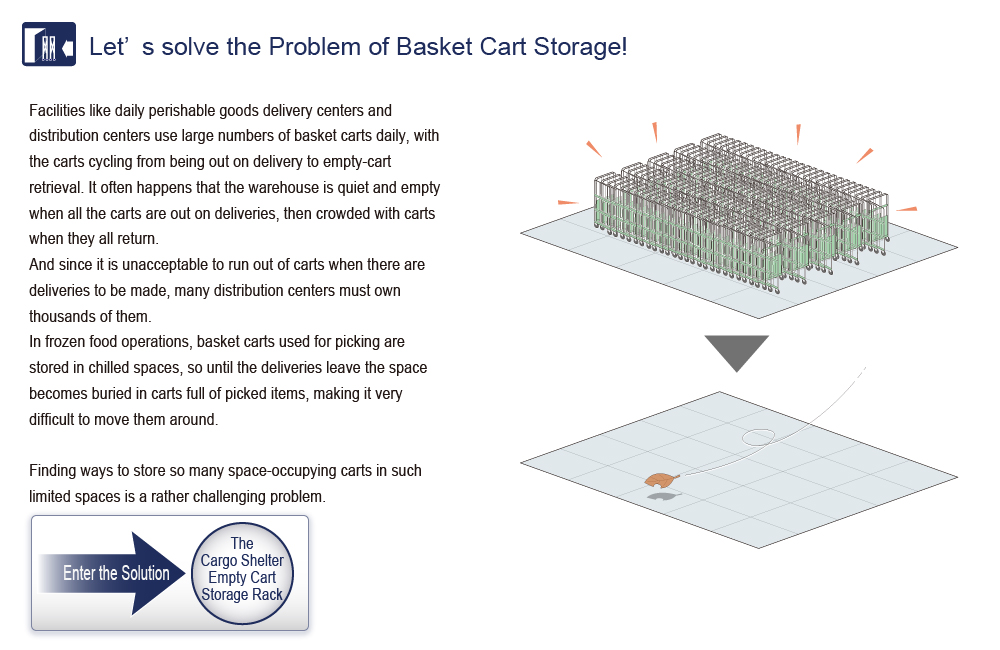 Let’s solve the Problem of Basket Cart Storage!
Facilities like daily perishable goods delivery centers and
distribution centers use large numbers of basket carts daily, with
the carts cycling from being out on delivery to empty-cart
retrieval. It often happens that the warehouse is quiet and empty
when all the carts are out on deliveries, then crowded with carts
when they all return.
And since it is unacceptable to run out of carts when there are
deliveries to be made, many distribution centers must own
thousands of them.
In frozen food operations, basket carts used for picking are
stored in chilled spaces, so until the deliveries leave the space
becomes buried in carts full of picked items, making it very
difficult to move them around.
Finding ways to store so many space-occupying carts in such
limited spaces is a rather challenging problem.
Enter the Solution
The
Cargo Shelter
Empty Cart
Storage Rack